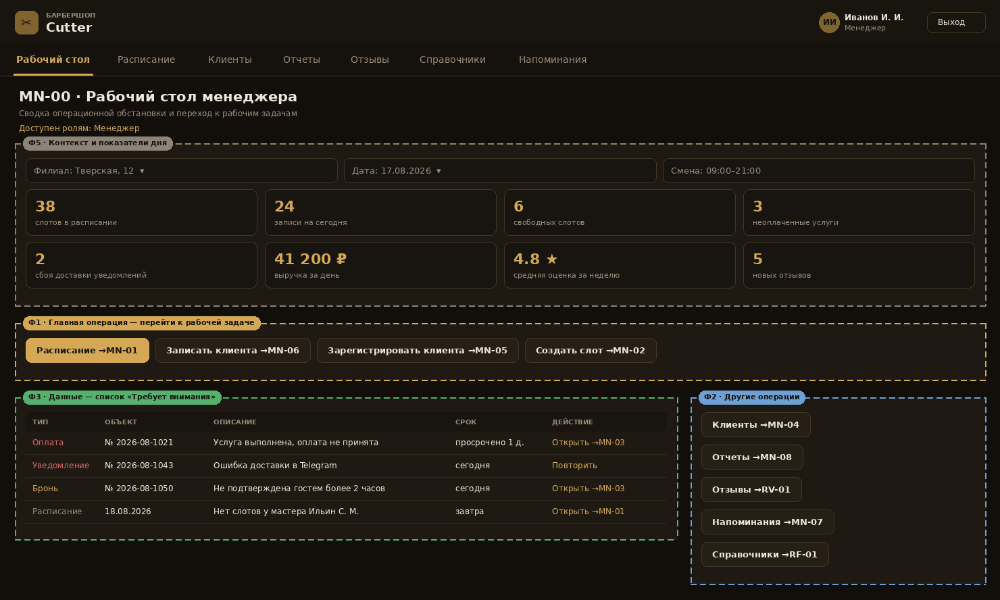 БАРБЕРШОП
Cutter
ИИ
Иванов И. И.
Менеджер
Выход
Рабочий стол
Расписание
Клиенты
Отчеты
Отзывы
Справочники
Напоминания
MN-00 · Рабочий стол менеджера
Сводка операционной обстановки и переход к рабочим задачам
Доступен ролям: Менеджер
Ф5 · Контекст и показатели дня
Филиал: Тверская, 12 ▾
Дата: 17.08.2026 ▾
Смена: 09:00–21:00
38
слотов в расписании
24
записи на сегодня
6
свободных слотов
3
неоплаченные услуги
2
сбоя доставки уведомлений
41 200 ₽
выручка за день
4.8 ★
средняя оценка за неделю
5
новых отзывов
Ф1 · Главная операция — перейти к рабочей задаче
Расписание →MN-01
Записать клиента →MN-06
Зарегистрировать клиента →MN-05
Создать слот →MN-02
Ф3 · Данные — список «Требует внимания»
ТИП ОБЪЕКТ ОПИСАНИЕ СРОК ДЕЙСТВИЕ
Оплата № 2026-08-1021 Услуга выполнена, оплата не принята просрочено 1 д. Открыть →MN-03
Уведомление № 2026-08-1043 Ошибка доставки в Telegram сегодня Повторить
Бронь № 2026-08-1050 Не подтверждена гостем более 2 часов сегодня Открыть →MN-03
Расписание 18.08.2026 Нет слотов у мастера Ильин С. М. завтра Открыть →MN-01
Ф2 · Другие операции
Клиенты →MN-04
Отчеты →MN-08
Отзывы →RV-01
Напоминания →MN-07
Справочники →RF-01